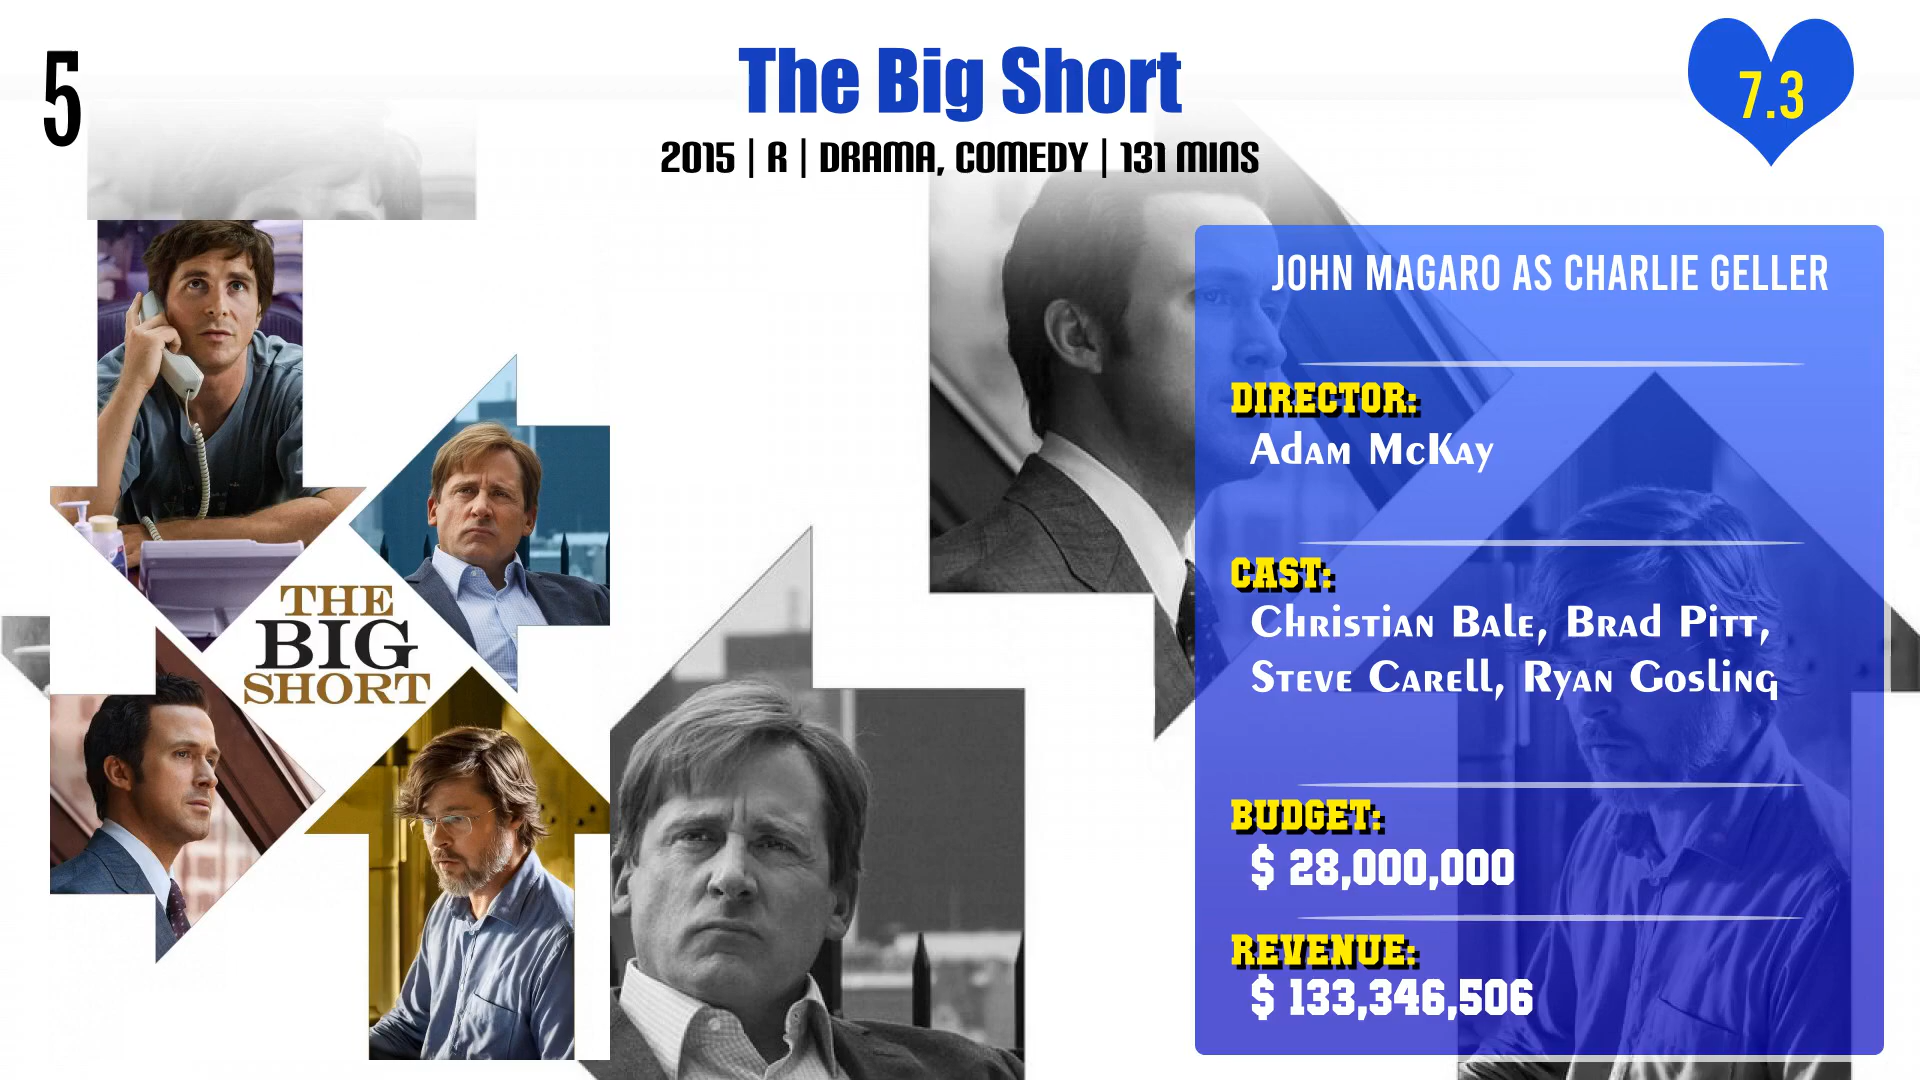 5
The Big Short
7.3
2015 | R | DRAMA, COMEDY | 131 MINS
JOHN MAGARO AS CHARLIE GELLER
DIRECTOR:
Adam McKay
CAST:
Christian Bale, Brad Pitt,
Steve Carell, Ryan Gosling
BUDGET:
$ 28,000,000
REVENUE:
$ 133,346,506
THE
BIG
SHORT